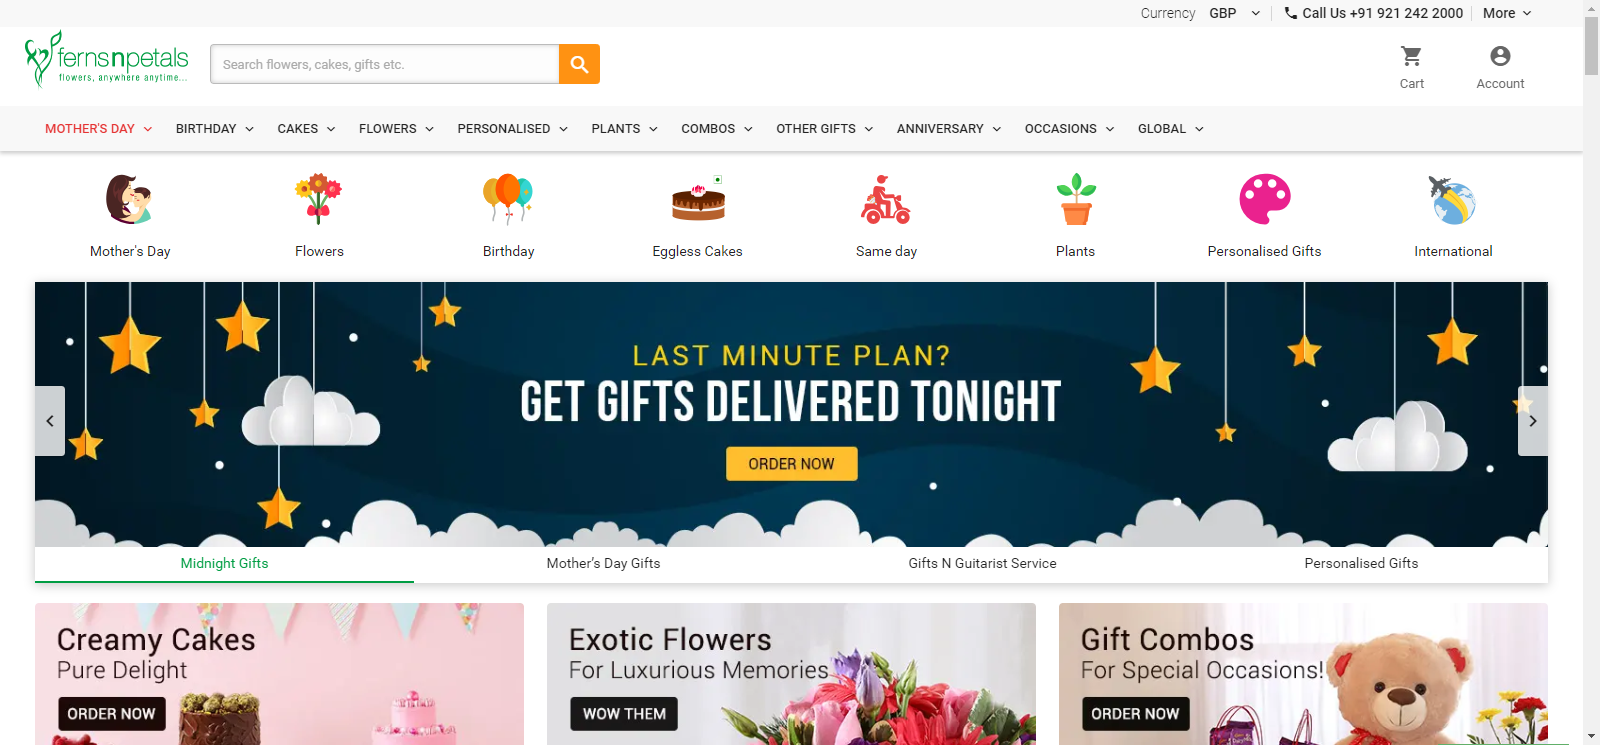 Currency GBP Call Us +91 921 242 2000 More
fernsnpetals
flowers, anywhere anytime...
Search flowers, cakes, gifts etc.
Cart Account
MOTHER'S DAY BIRTHDAY CAKES FLOWERS PERSONALISED PLANTS COMBOS OTHER GIFTS ANNIVERSARY OCCASIONS GLOBAL
Mother's Day Flowers Birthday Eggless Cakes Same day Plants Personalised Gifts International
LAST MINUTE PLAN?
GET GIFTS DELIVERED TONIGHT
ORDER NOW
Midnight Gifts Mother's Day Gifts Gifts N Guitarist Service Personalised Gifts
Creamy Cakes
Pure Delight
ORDER NOW
Exotic Flowers
For Luxurious Memories
WOW THEM
Gift Combos
For Special Occasions!
ORDER NOW